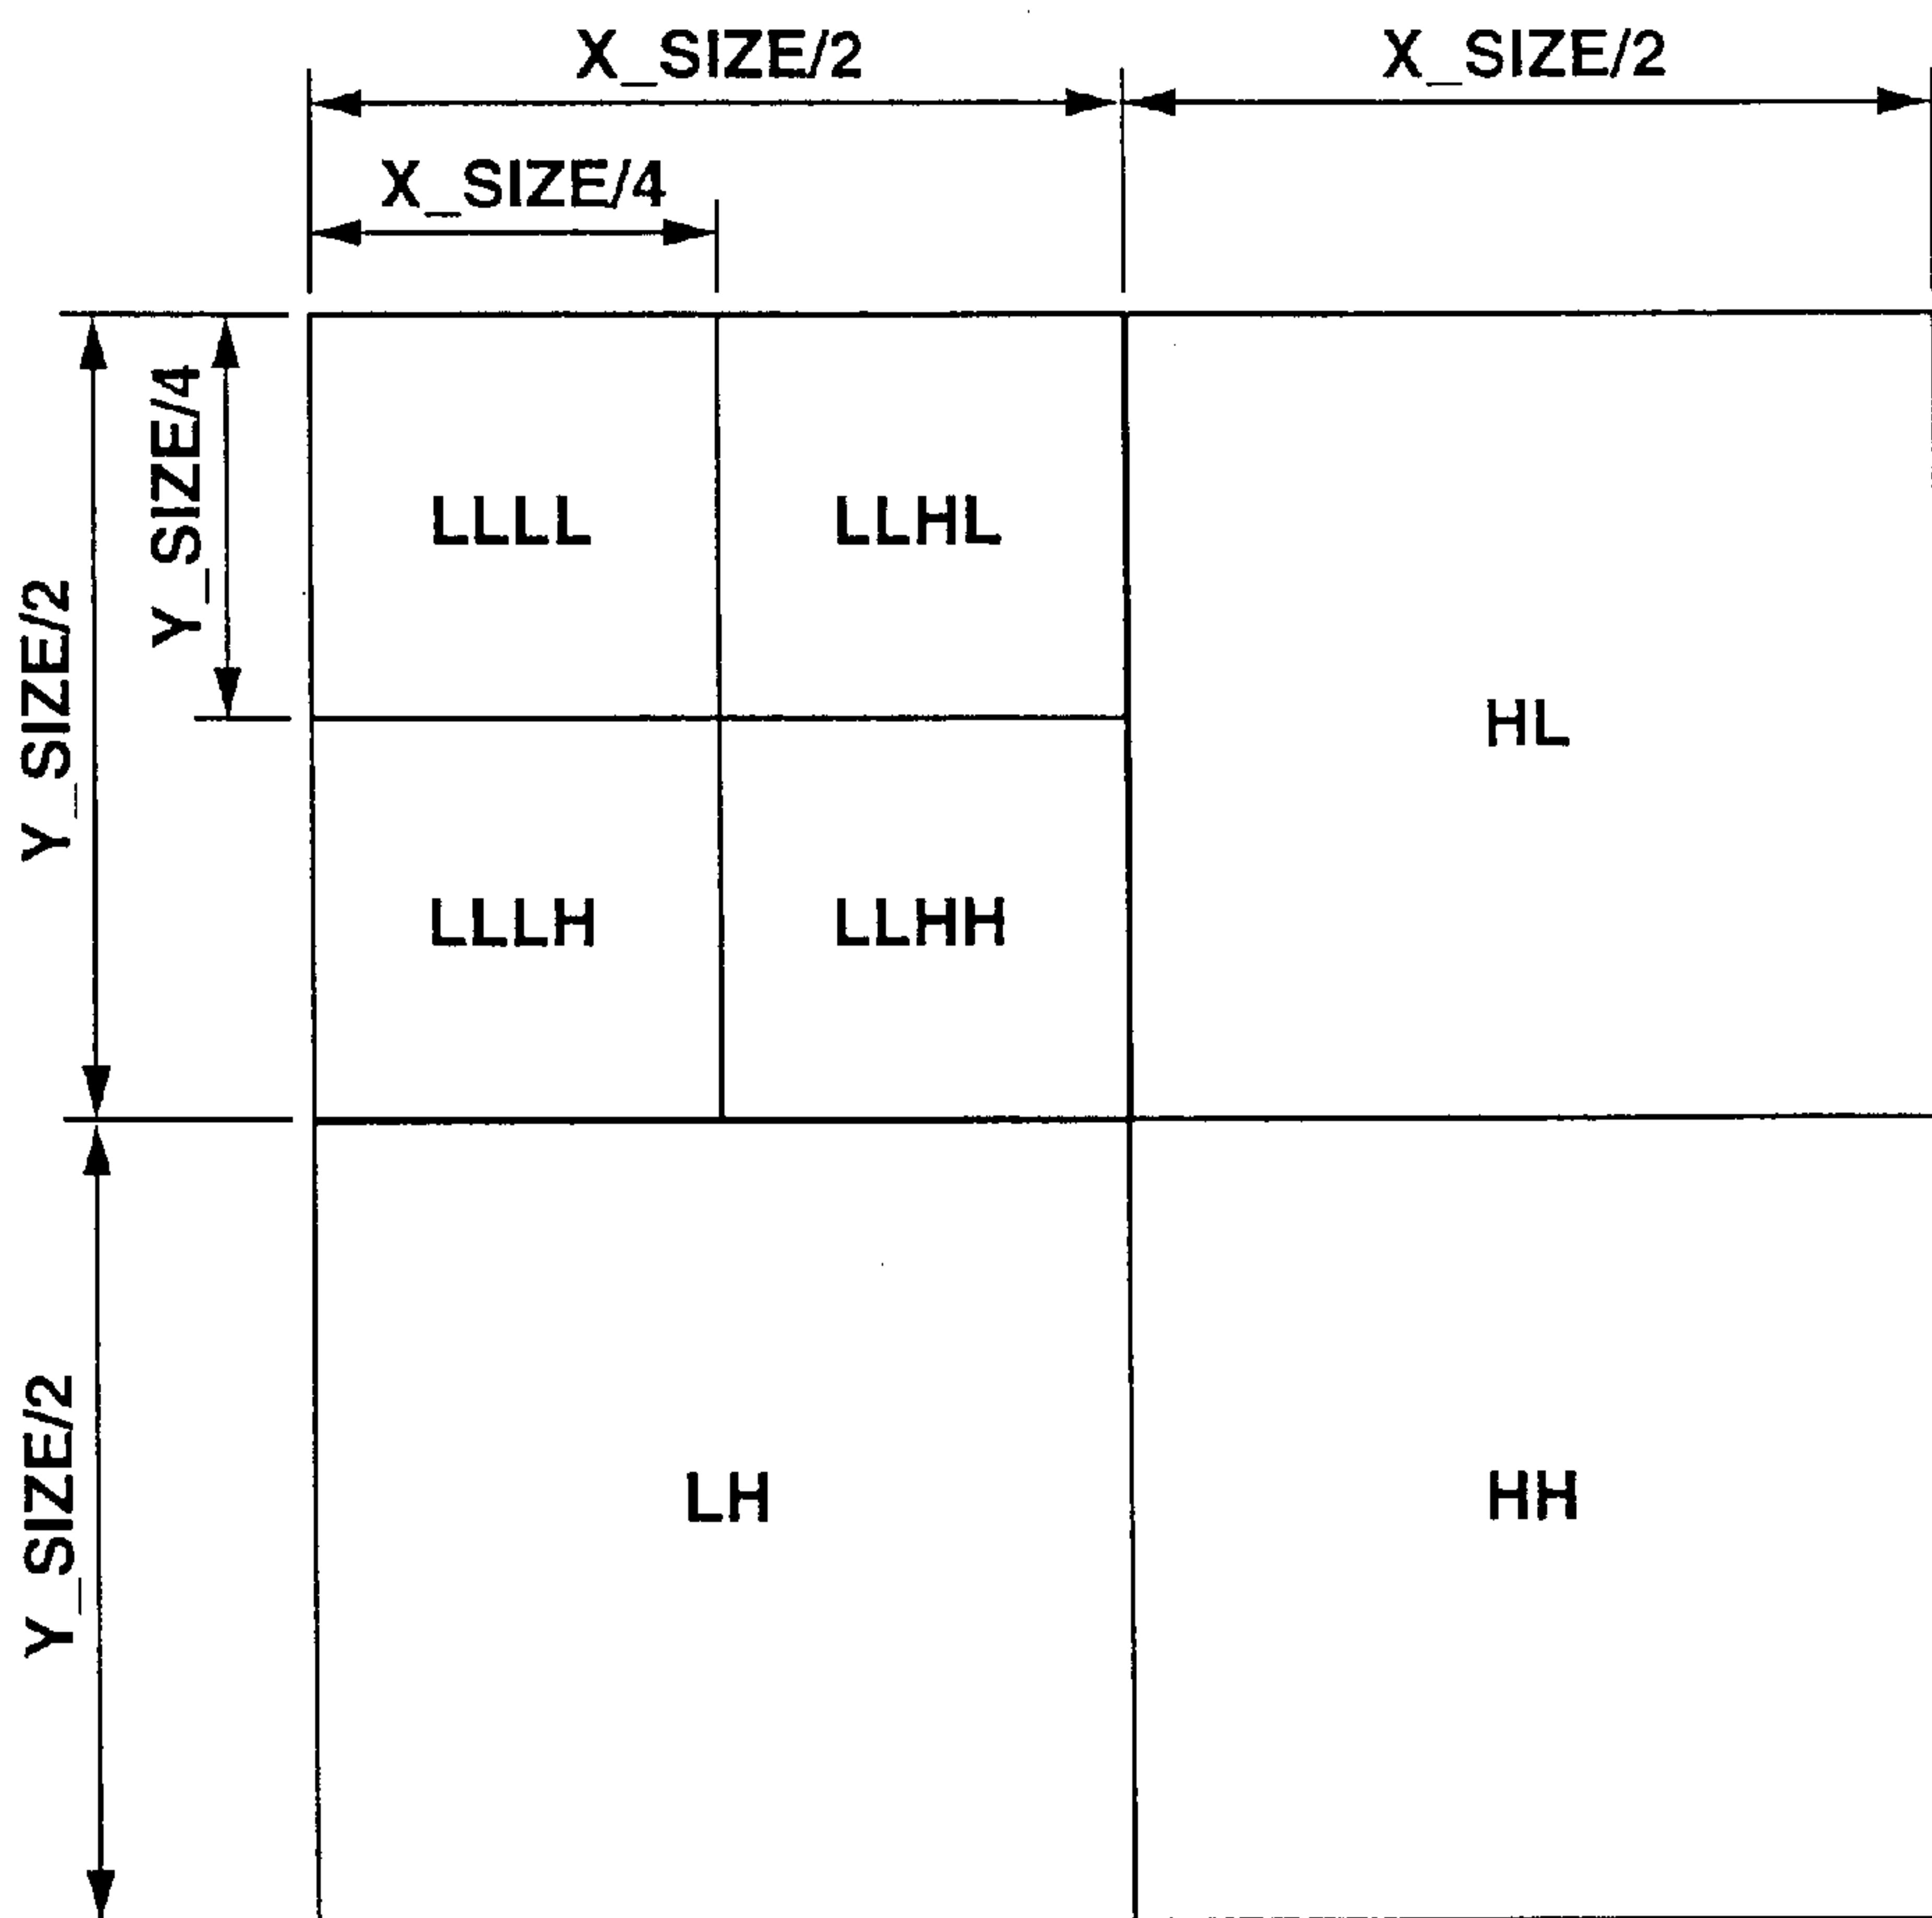 X_SIZE/2 X_SIZE/2
X_SIZE/4
Y_SIZE/2
Y_SIZE/4
LLLL LLHL
HL
LLLH LLHH
Y_SIZE/2
LH HH